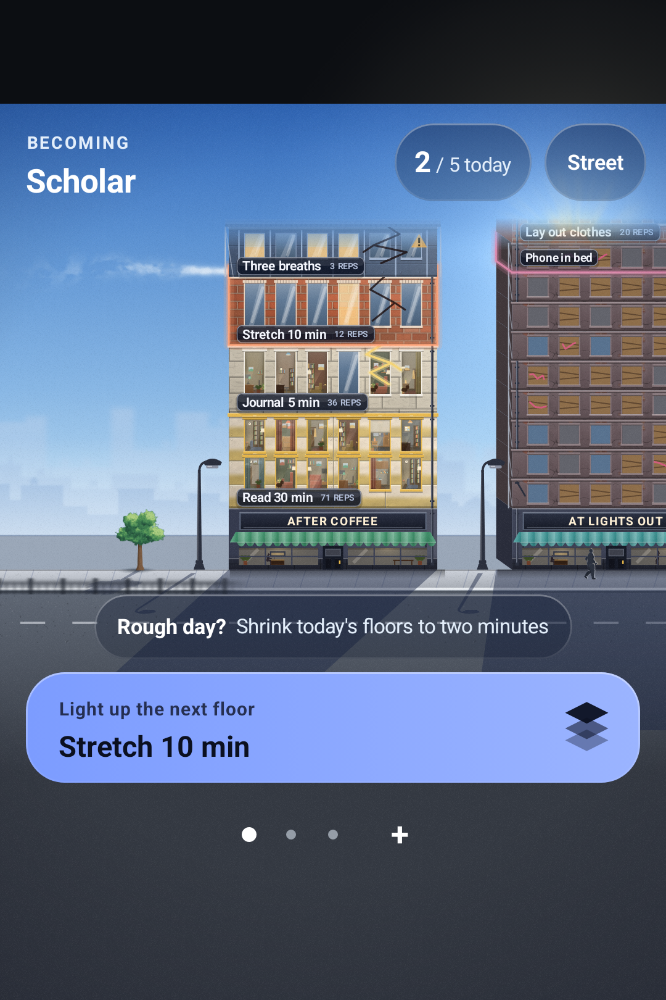 BECOMING
Scholar
2 / 5 today
Street
Three breaths 3 REPS
Stretch 10 min 12 REPS
Journal 5 min 36 REPS
Read 30 min 71 REPS
AFTER COFFEE
Lay out clothes 20 REPS
Phone in bed
AT LIGHTS OUT
Rough day? Shrink today's floors to two minutes
Light up the next floor
Stretch 10 min